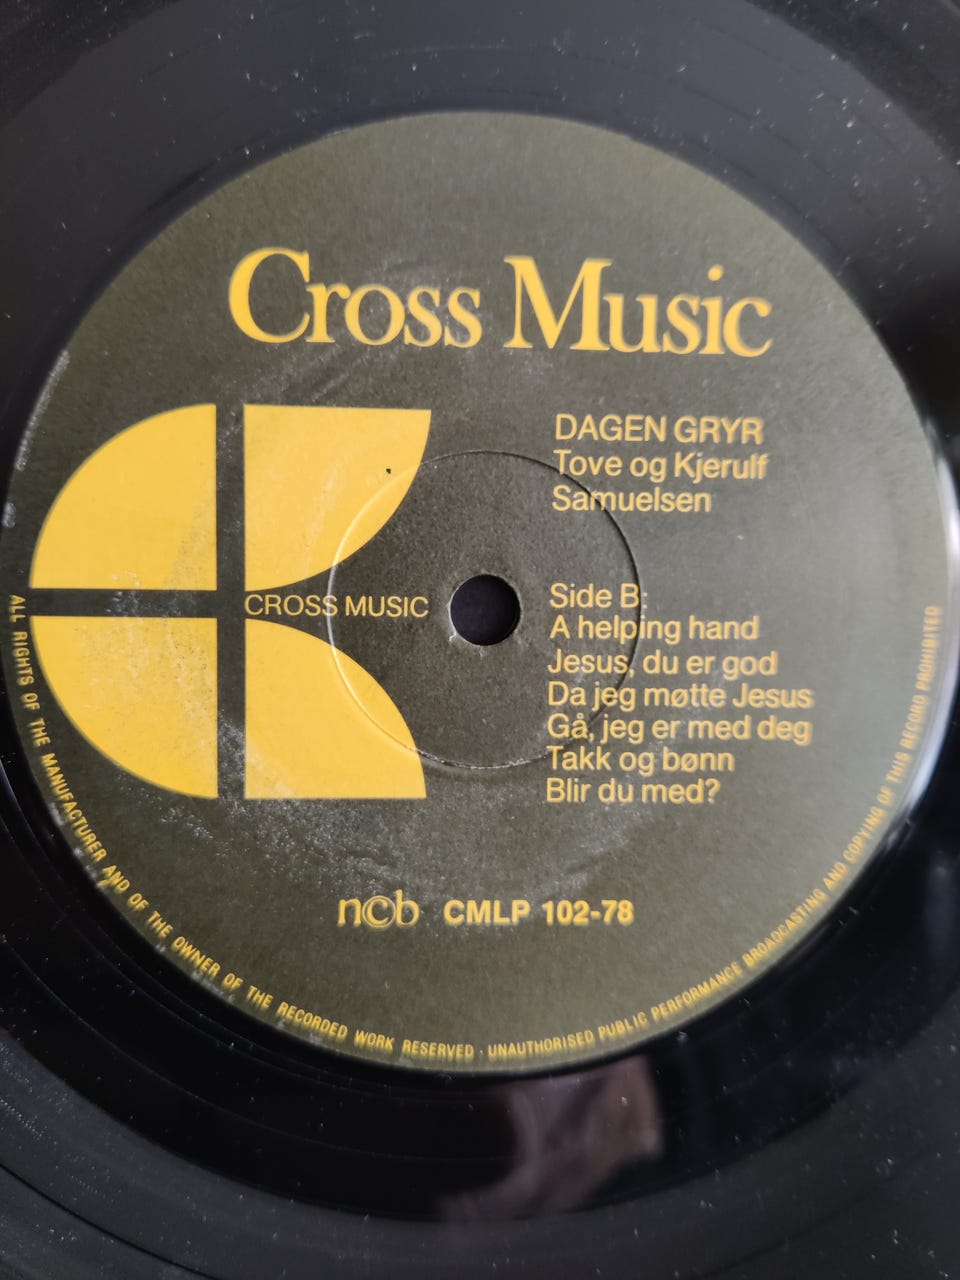 Cross Music
DAGEN GRYR
Tove og Kjerulf
Samuelsen
CROSS MUSIC
Side B:
A helping hand
Jesus, du er god
Da jeg møtte Jesus
Gå, jeg er med deg
Takk og bønn
Blir du med?
n©b CMLP 102-78
ALL RIGHTS OF THE MANUFACTURER AND OF THE OWNER OF THE RECORDED WORK RESERVED · UNAUTHORISED PUBLIC PERFORMANCE BROADCASTING AND COPYING OF THIS RECORD PROHIBITED